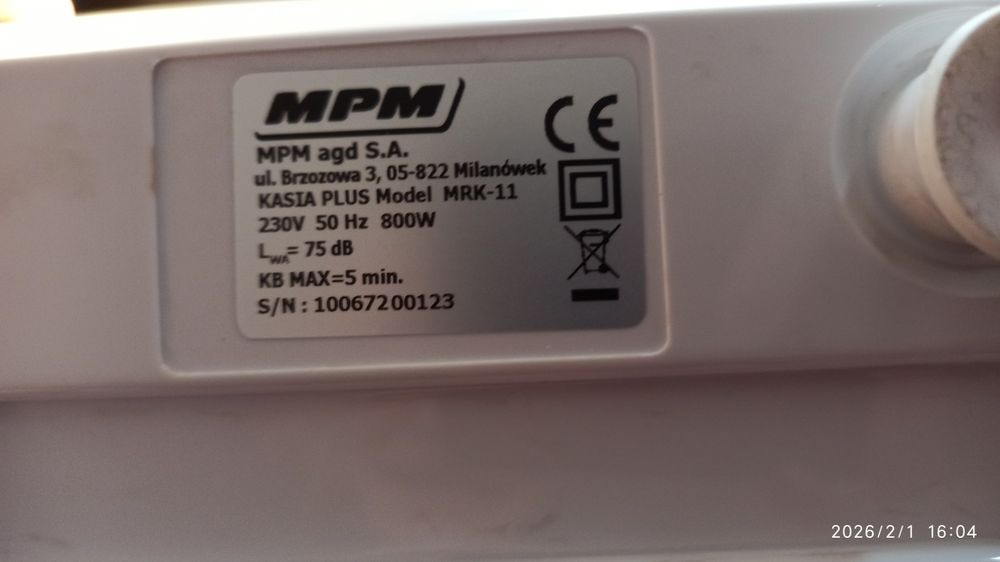 MPM
MPM agd S.A.
ul. Brzozowa 3, 05-822 Milanówek
KASIA PLUS Model MRK-11
230V 50 Hz 800W
LWA= 75 dB
KB MAX=5 min.
S/N : 10067200123
CE
2026/2/1 16:04